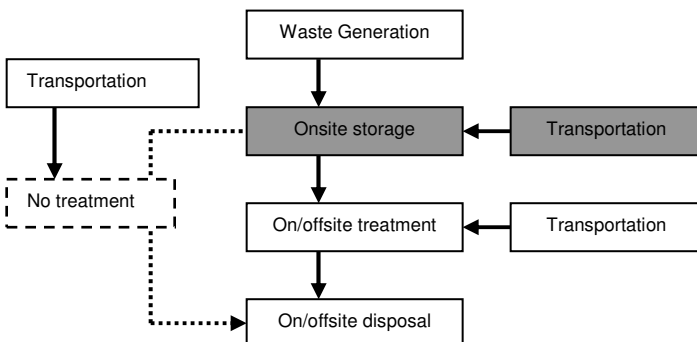 Waste Generation
Transportation
Onsite storage
Transportation
No treatment
On/offsite treatment
Transportation
On/offsite disposal